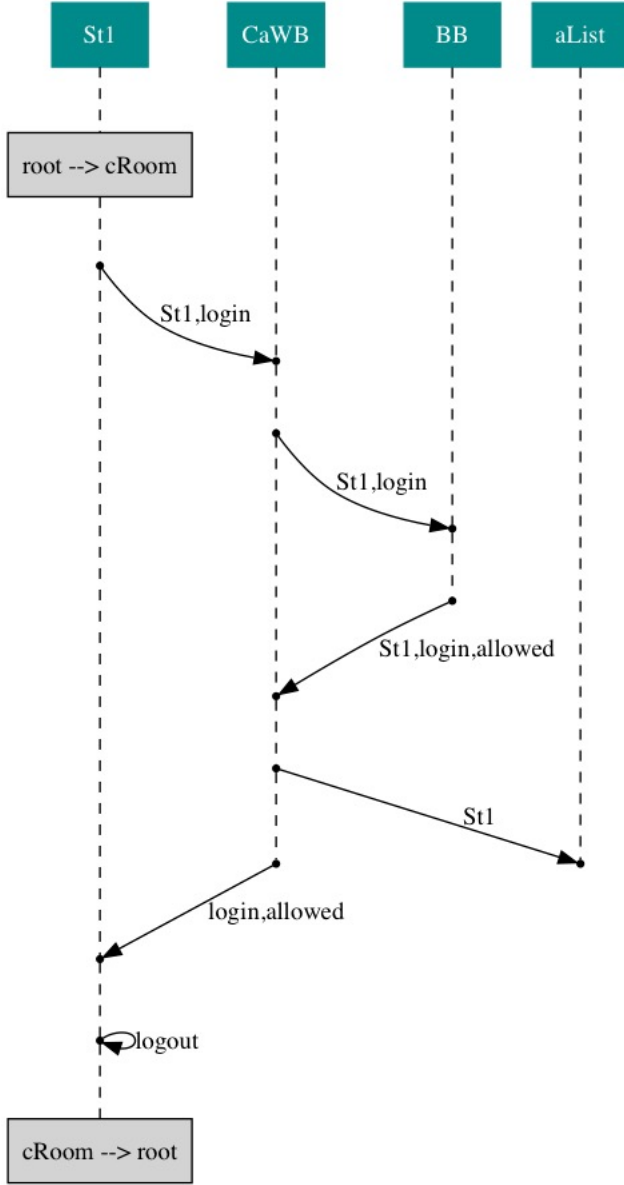 St1 CaWB BB aList
root --> cRoom
St1,login
St1,login
St1,login,allowed
St1
login,allowed
logout
cRoom --> root